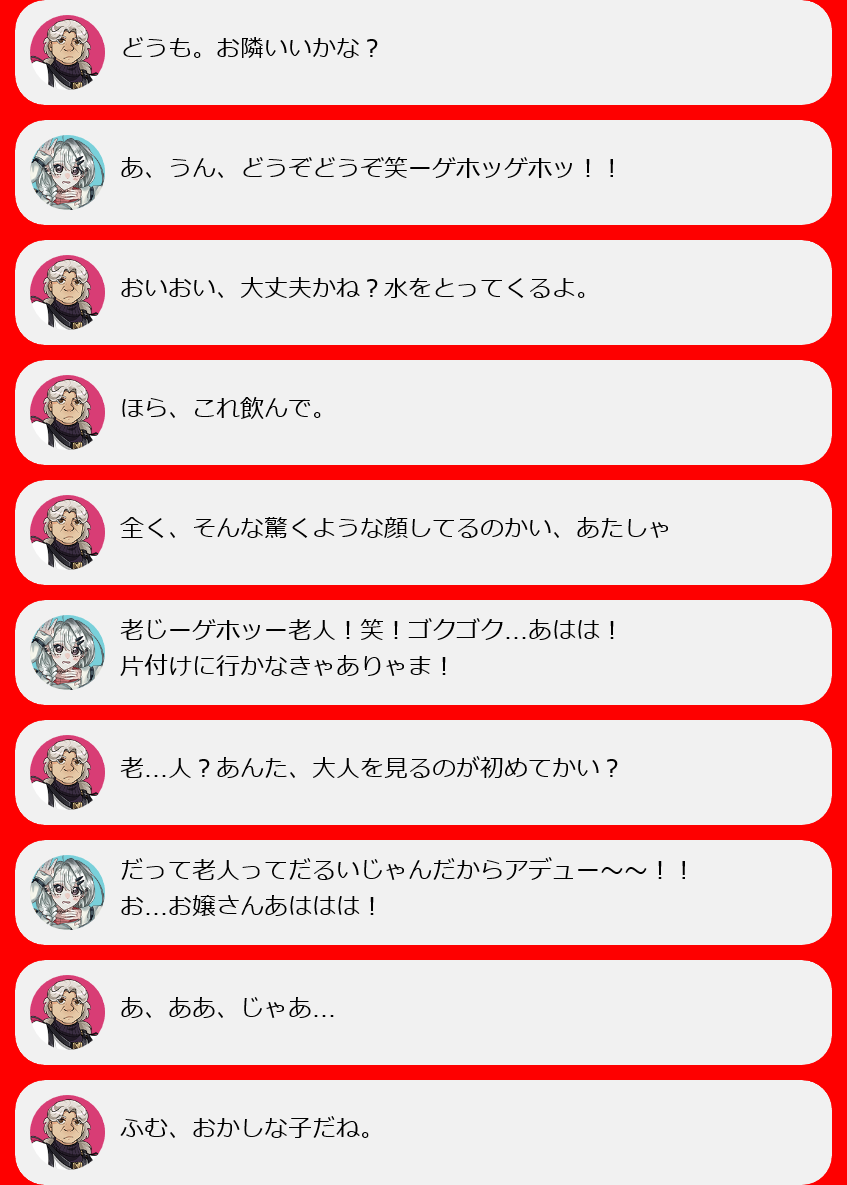 どうも。お隣いいかな？
あ、うん、どうぞどうぞ笑ーゲホッゲホッ！！
おいおい、大丈夫かね？水をとってくるよ。
ほら、これ飲んで。
全く、そんな驚くような顔してるのかい、あたしゃ
老じーゲホッー老人！笑！ゴクゴク…あはは！
片付けに行かなきゃありゃま！
老…人？あんた、大人を見るのが初めてかい？
だって老人ってだるいじゃんだからアデュー～～！！
お…お嬢さんあははは！
あ、ああ、じゃあ…
ふむ、おかしな子だね。